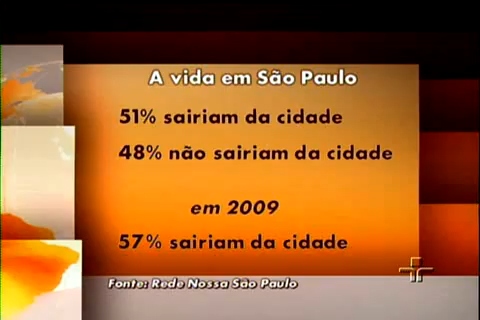 A vida em São Paulo
51% sairiam da cidade
48% não sairiam da cidade
em 2009
57% sairiam da cidade
Fonte: Rede Nossa São Paulo